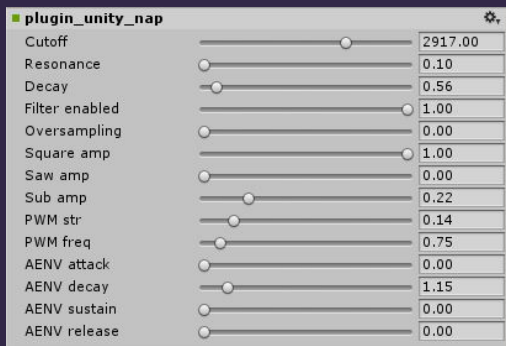 plugin_unity_nap
Cutoff 2917.00
Resonance 0.10
Decay 0.56
Filter enabled 1.00
Oversampling 0.00
Square amp 1.00
Saw amp 0.00
Sub amp 0.22
PWM str 0.14
PWM freq 0.75
AENV attack 0.00
AENV decay 1.15
AENV sustain 0.00
AENV release 0.00